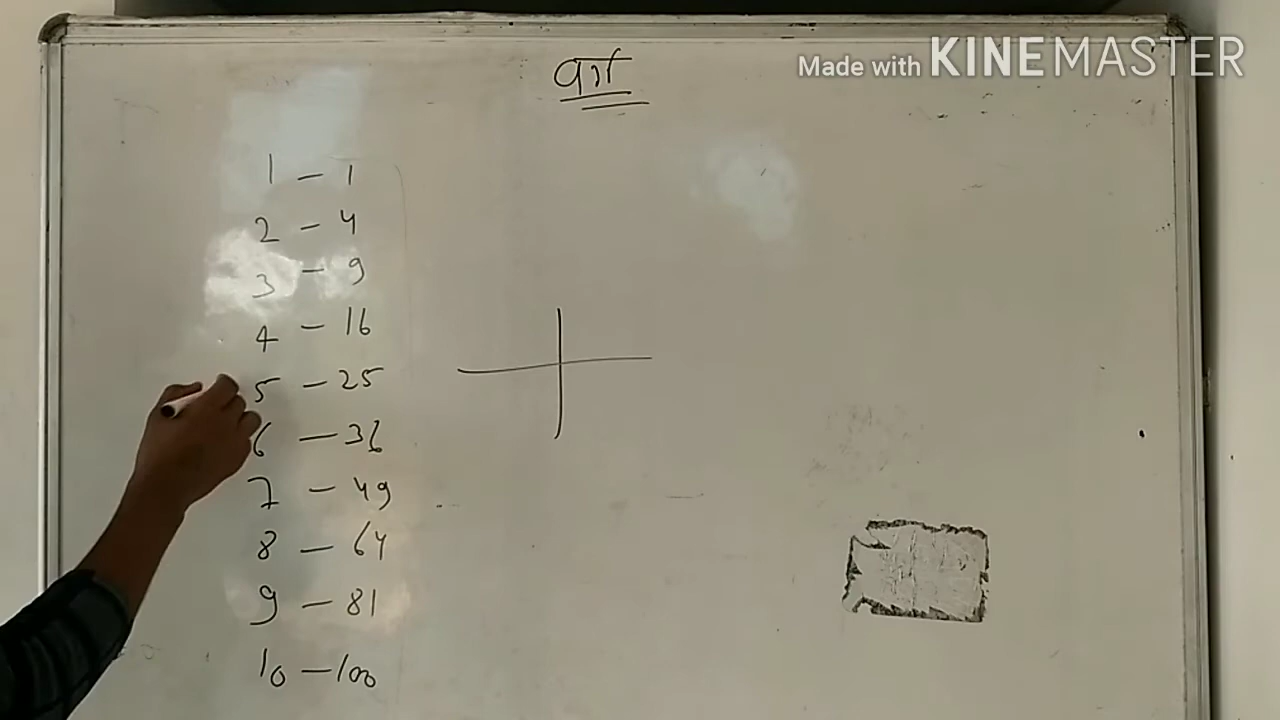 वर्ग
Made with KINEMASTER
1 - 1
2 - 4
3 - 9
4 - 16
5 - 25
6 - 36
7 - 49
8 - 64
9 - 81
10 - 100